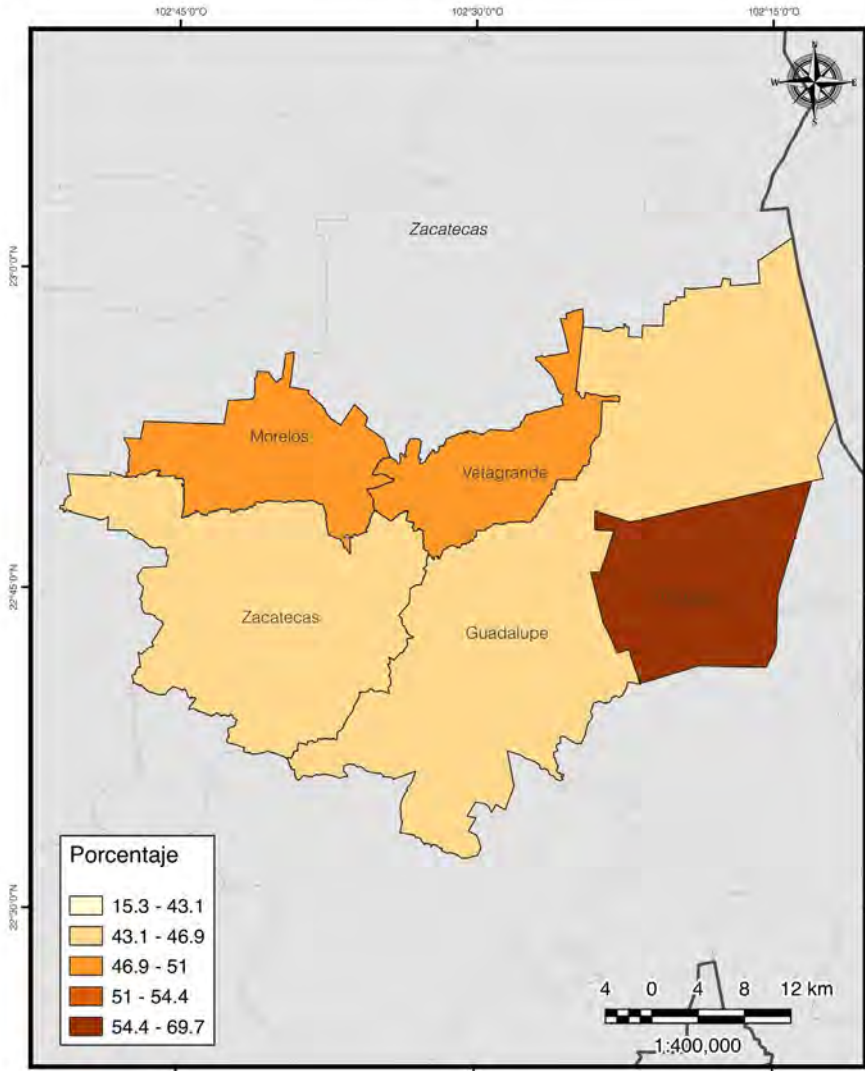 102°45'0"O 102°30'0"O 102°15'0"O
N
W E
S
Zacatecas
23°0'0"N
Morelos
Vetagrande
22°45'0"N
Zacatecas
Guadalupe
Porcentaje
15.3 - 43.1
43.1 - 46.9
46.9 - 51
51 - 54.4
54.4 - 69.7
22°30'0"N
4 0 4 8 12 km
1:400,000